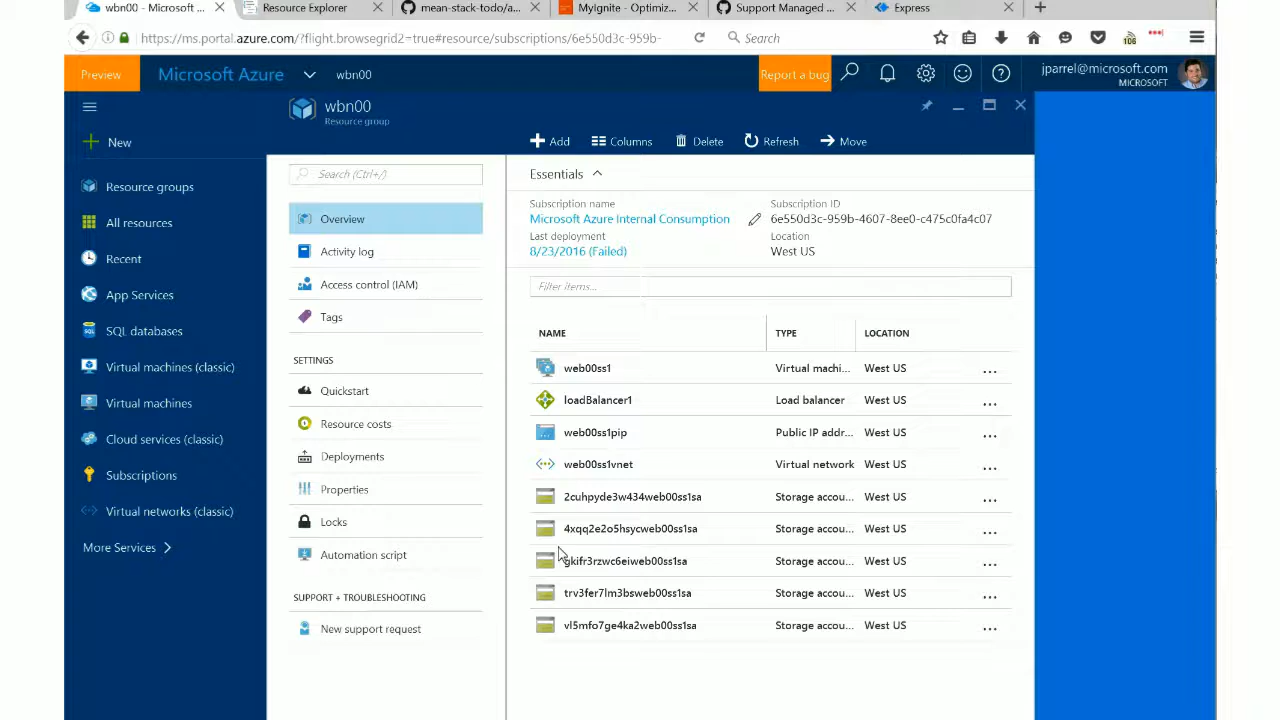 wbn00 - Microsoft ...
Resource Explorer
mean-stack-todo/a...
MyIgnite - Optimiz...
Support Managed ...
Express
https://ms.portal.azure.com/?flight.browsegrid2=true#resource/subscriptions/6e550d3c-959b-
Search
106
Preview
Microsoft Azure
wbn00
Report a bug
jparrel@microsoft.com
MICROSOFT
wbn00
Resource group
New
Add
Columns
Delete
Refresh
Move
Resource groups
All resources
Recent
App Services
SQL databases
Virtual machines (classic)
Virtual machines
Cloud services (classic)
Subscriptions
Virtual networks (classic)
More Services
Search (Ctrl+/)
Overview
Activity log
Access control (IAM)
Tags
SETTINGS
Quickstart
Resource costs
Deployments
Properties
Locks
Automation script
SUPPORT + TROUBLESHOOTING
New support request
Essentials
Subscription name
Microsoft Azure Internal Consumption
Subscription ID
6e550d3c-959b-4607-8ee0-c475c0fa4c07
Last deployment
8/23/2016 (Failed)
Location
West US
Filter items...
NAME TYPE LOCATION
web00ss1 Virtual machi... West US ...
loadBalancer1 Load balancer West US ...
web00ss1pip Public IP addr... West US ...
web00ss1vnet Virtual network West US ...
2cuhpyde3w434web00ss1sa Storage accou... West US ...
4xqq2e2o5hsycweb00ss1sa Storage accou... West US ...
gkifr3rzwc6eiweb00ss1sa Storage accou... West US ...
trv3fer7lm3bsweb00ss1sa Storage accou... West US ...
vl5mfo7ge4ka2web00ss1sa Storage accou... West US ...